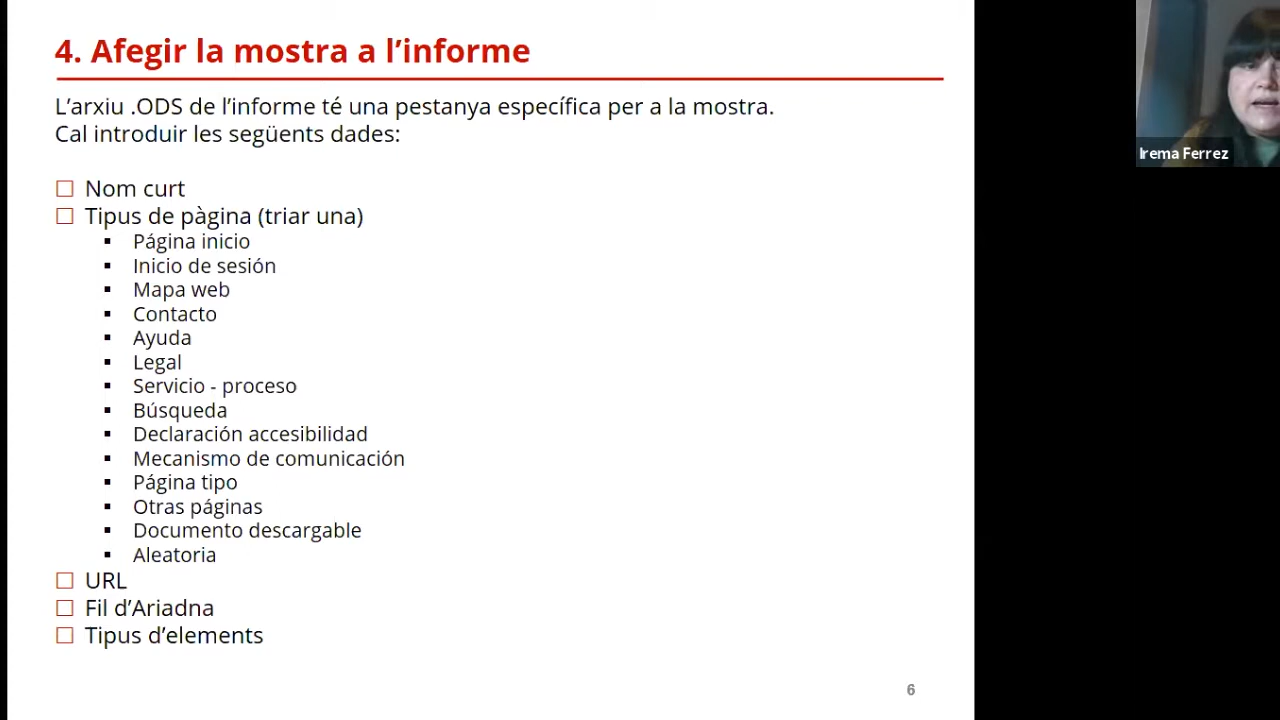 4. Afegir la mostra a l’informe
L’arxiu .ODS de l’informe té una pestanya específica per a la mostra.
Cal introduir les següents dades:
Nom curt
Tipus de pàgina (triar una)
Página inicio
Inicio de sesión
Mapa web
Contacto
Ayuda
Legal
Servicio - proceso
Búsqueda
Declaración accesibilidad
Mecanismo de comunicación
Página tipo
Otras páginas
Documento descargable
Aleatoria
URL
Fil d’Ariadna
Tipus d’elements
6
Irema Ferrez